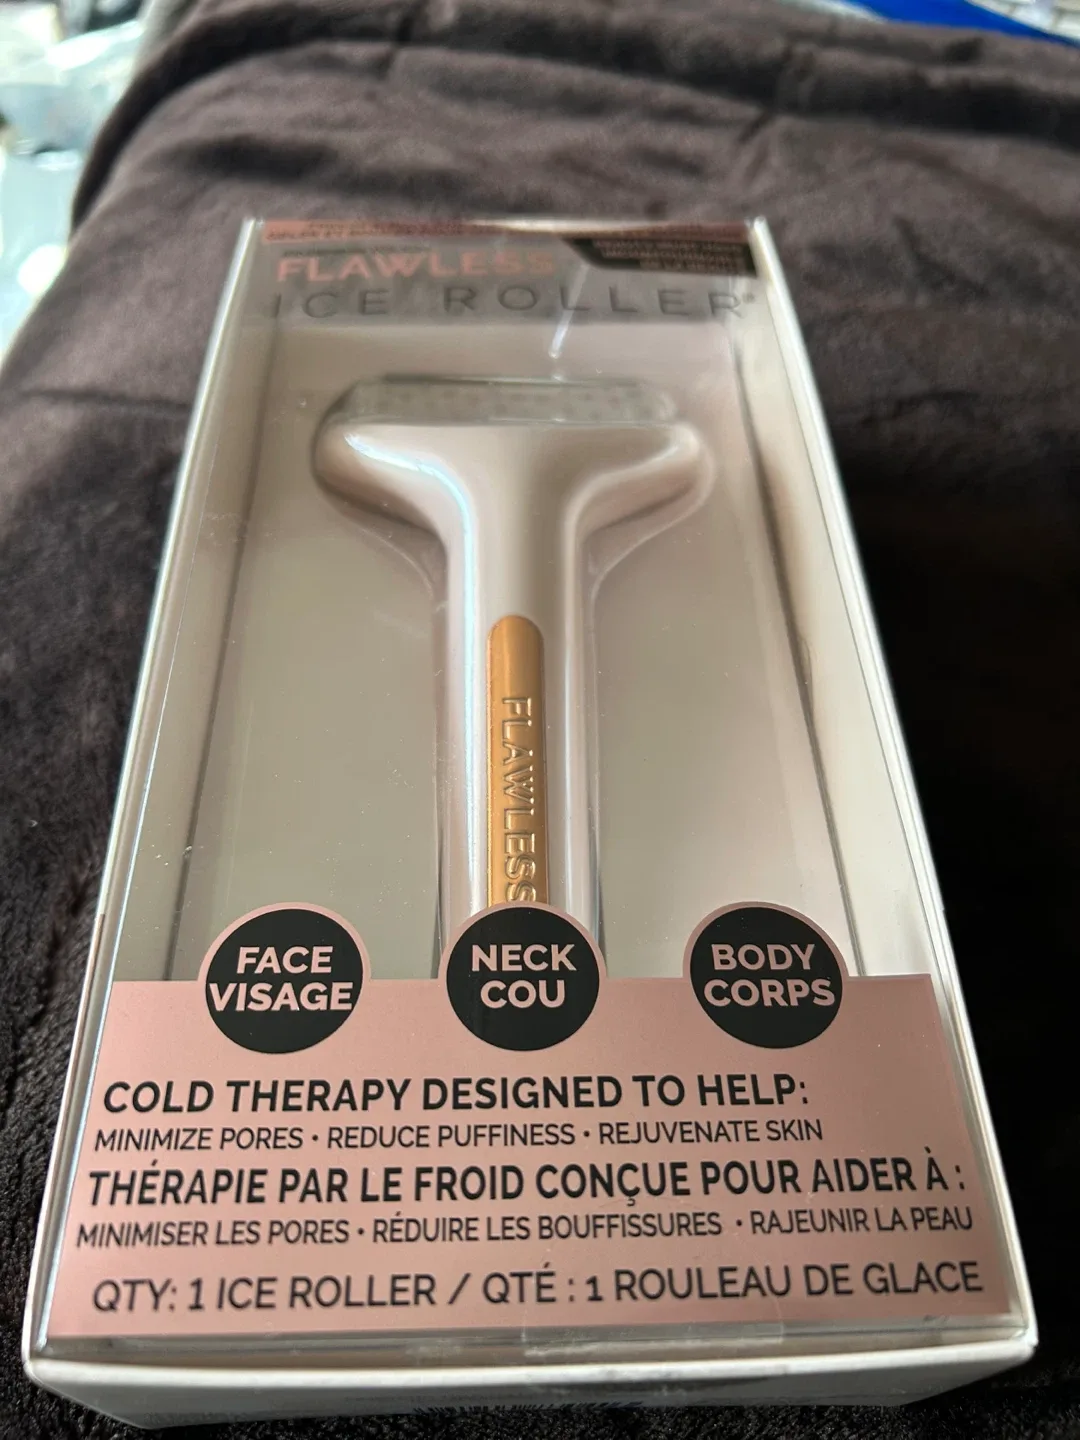 FLAWLESS
ICE ROLLER®
FLAWLESS
FACE
VISAGE
NECK
COU
BODY
CORPS
COLD THERAPY DESIGNED TO HELP:
MINIMIZE PORES • REDUCE PUFFINESS • REJUVENATE SKIN
THÉRAPIE PAR LE FROID CONÇUE POUR AIDER À :
MINIMISER LES PORES • RÉDUIRE LES BOUFFISSURES • RAJEUNIR LA PEAU
QTY: 1 ICE ROLLER / QTÉ : 1 ROULEAU DE GLACE